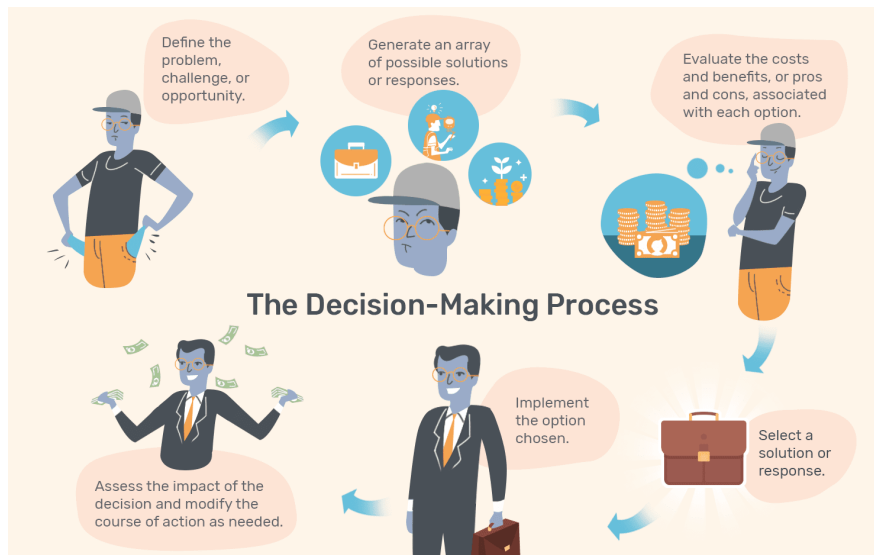 Define the
problem,
challenge, or
opportunity.
Generate an array
of possible solutions
or responses.
Evaluate the costs
and benefits, or pros
and cons, associated
with each option.
The Decision-Making Process
Select a
solution or
response.
Implement
the option
chosen.
Assess the impact of the
decision and modify the
course of action as needed.